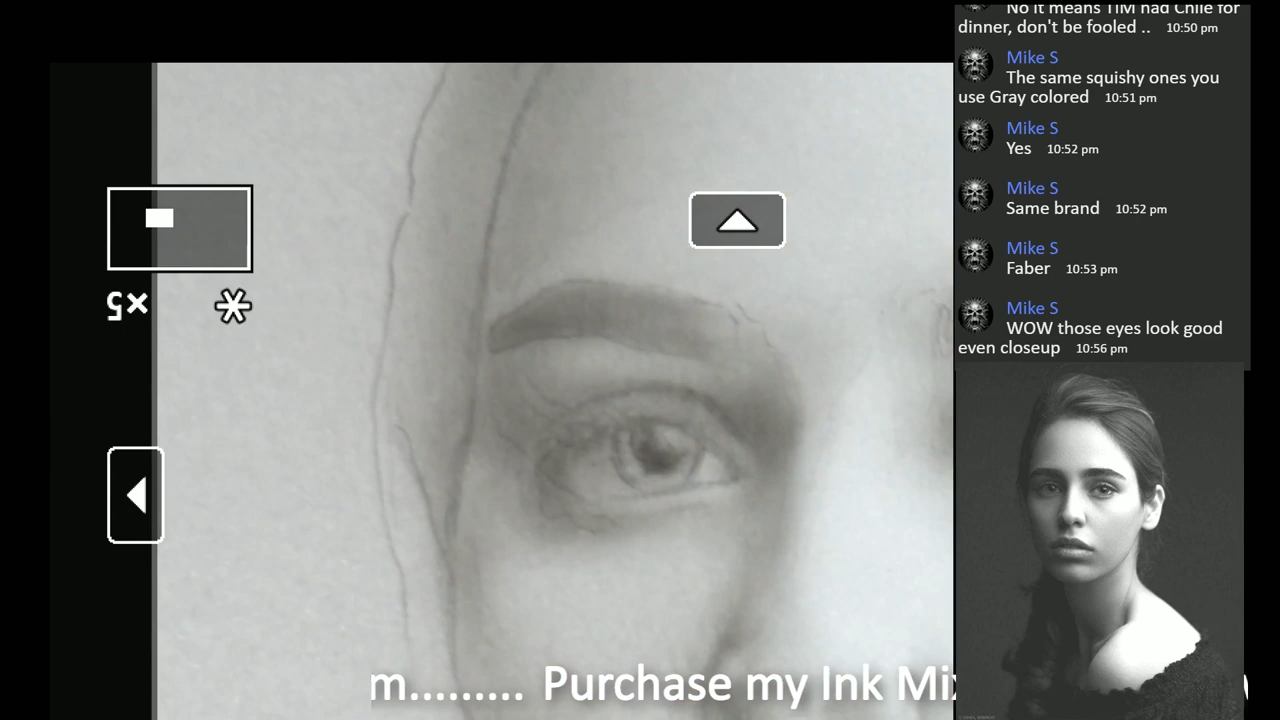 No it means TIM had Chile for
dinner, don't be fooled .. 10:50 pm
Mike S
The same squishy ones you
use Gray colored 10:51 pm
Mike S
Yes 10:52 pm
Mike S
Same brand 10:52 pm
Mike S
Faber 10:53 pm
Mike S
WOW those eyes look good
even closeup 10:56 pm
×5
m......... Purchase my Ink Mix